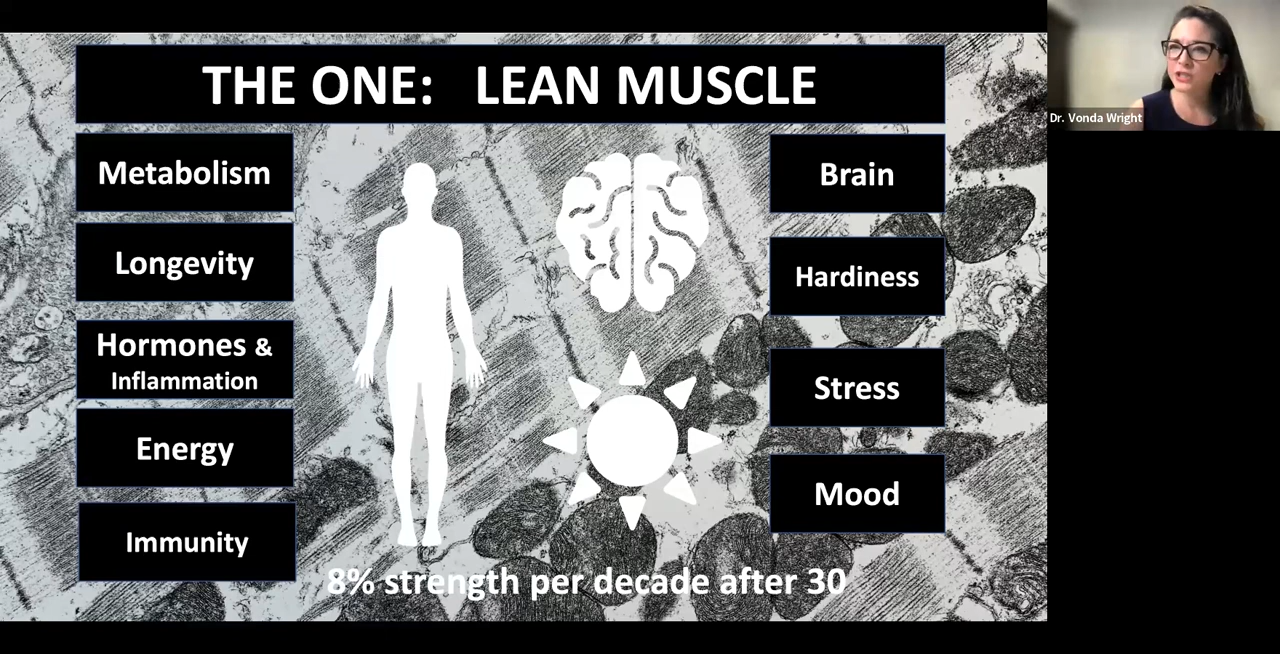 THE ONE: LEAN MUSCLE
Metabolism
Longevity
Hormones &
Inflammation
Energy
Immunity
Brain
Hardiness
Stress
Mood
8% strength per decade after 30
Dr. Vonda Wright